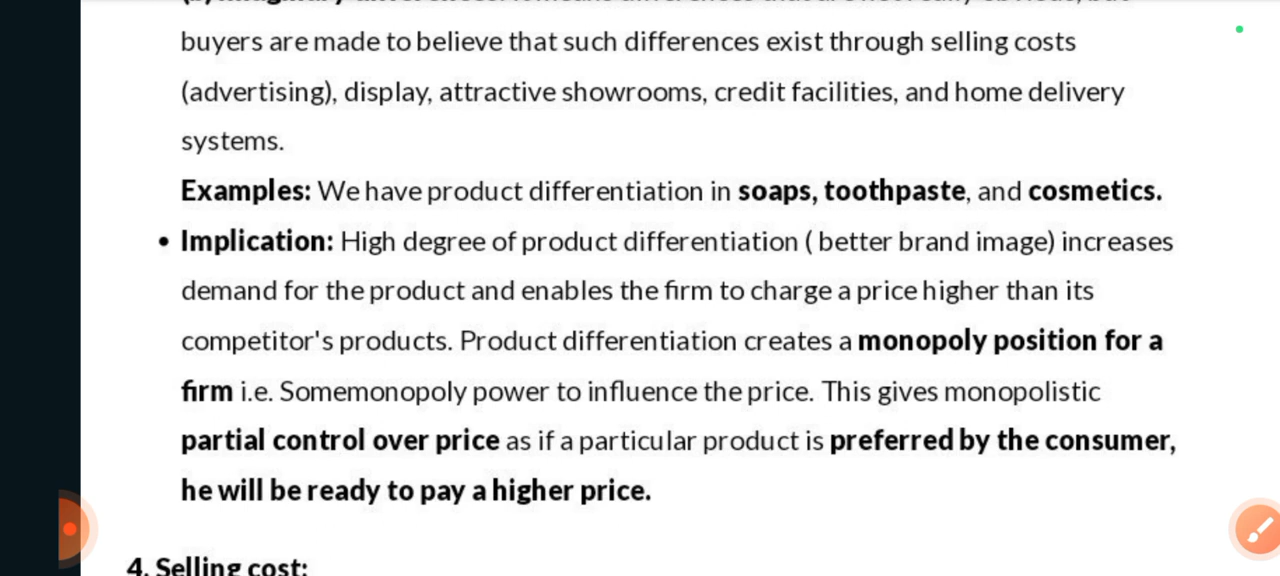 buyers are made to believe that such differences exist through selling costs
(advertising), display, attractive showrooms, credit facilities, and home delivery
systems.
Examples: We have product differentiation in soaps, toothpaste, and cosmetics.
• Implication: High degree of product differentiation ( better brand image) increases
demand for the product and enables the firm to charge a price higher than its
competitor's products. Product differentiation creates a monopoly position for a
firm i.e. Somemonopoly power to influence the price. This gives monopolistic
partial control over price as if a particular product is preferred by the consumer,
he will be ready to pay a higher price.
4. Selling cost: